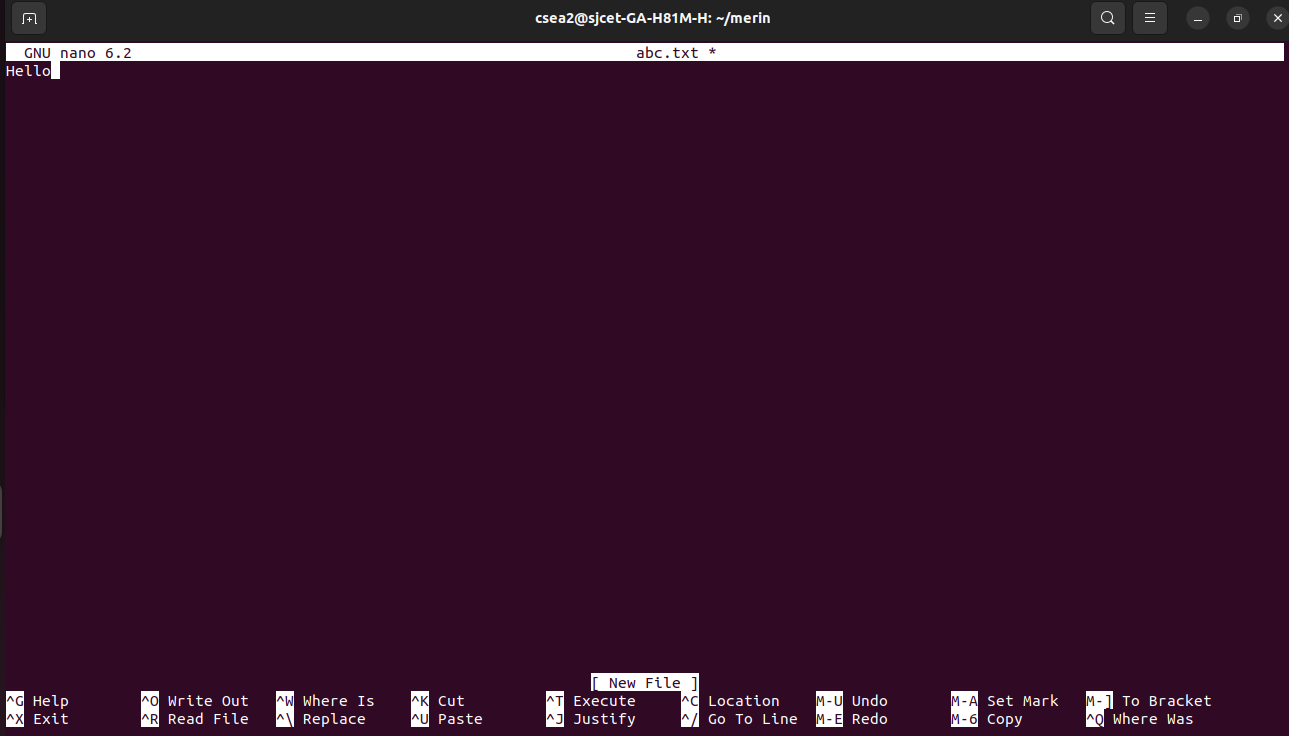 csea2@sjcet-GA-H81M-H: ~/merin
GNU nano 6.2 abc.txt *
Hello
[ New File ]
^G Help ^O Write Out ^W Where Is ^K Cut ^T Execute ^C Location M-U Undo M-A Set Mark M-] To Bracket
^X Exit ^R Read File ^\ Replace ^U Paste ^J Justify ^/ Go To Line M-E Redo M-6 Copy ^Q Where Was